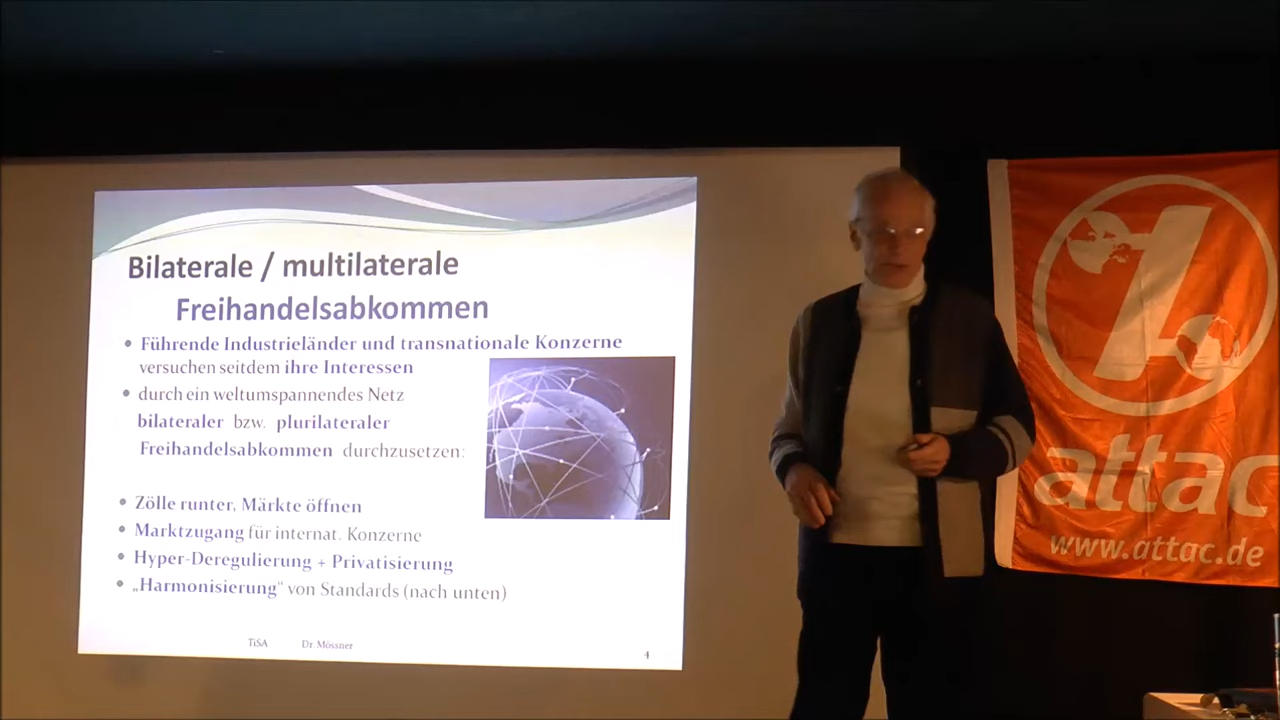 Bilaterale / multilaterale
Freihandelsabkommen
• Führende Industrieländer und transnationale Konzerne
versuchen seitdem ihre Interessen
• durch ein weltumspannendes Netz
bilateraler bzw. plurilateraler
Freihandelsabkommen durchzusetzen:
• Zölle runter, Märkte öffnen
• Marktzugang für internat. Konzerne
• Hyper-Deregulierung + Privatisierung
• „Harmonisierung“ von Standards (nach unten)
TiSA Dr. Mössner
4
attac
www.attac.de